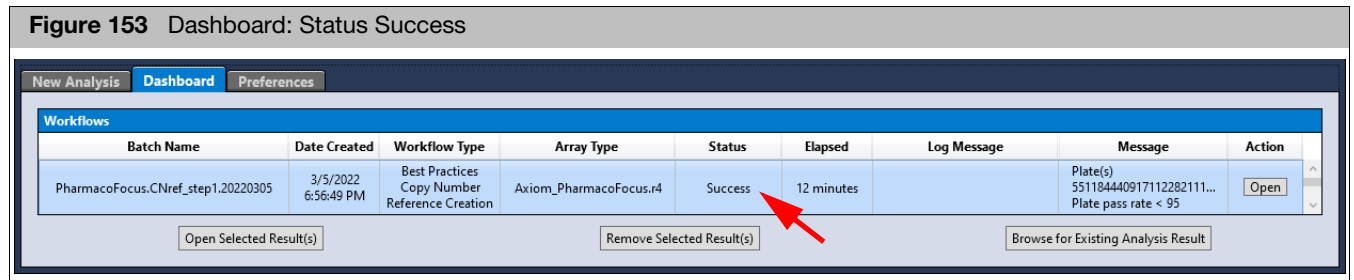 Figure 153 Dashboard: Status Success
New Analysis Dashboard Preferences
Workflows
Batch Name Date Created Workflow Type Array Type Status Elapsed Log Message Message Action
PharmacoFocus.CNref_step1.20220305
3/5/2022
6:56:49 PM
Best Practices
Copy Number
Reference Creation
Axiom_PharmacoFocus.r4
Success
12 minutes
Plate(s)
551184440917112282111...
Plate pass rate < 95
Open
Open Selected Result(s) Remove Selected Result(s) Browse for Existing Analysis Result